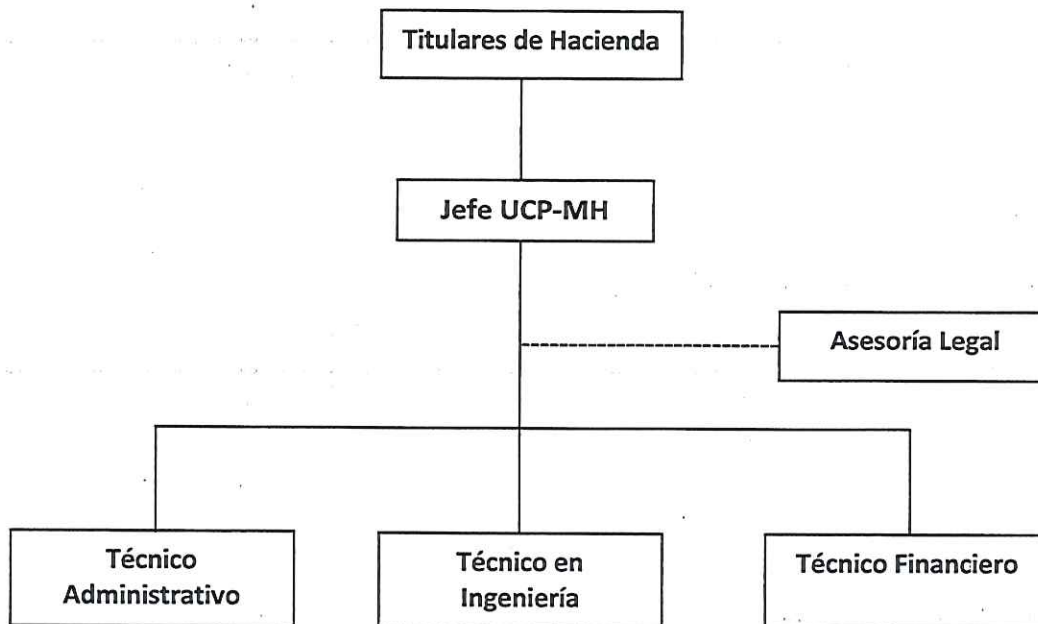 Titulares de Hacienda
Jefe UCP-MH
Asesoría Legal
Técnico
Administrativo
Técnico en
Ingeniería
Técnico Financiero